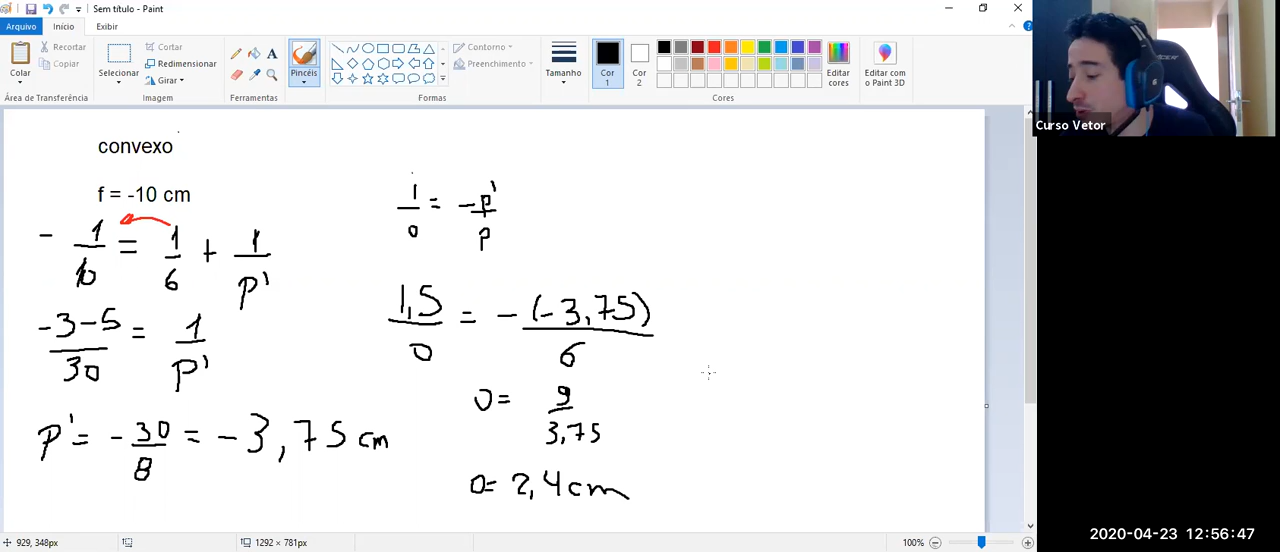 Sem título - Paint
Arquivo Início Exibir
Colar
Recortar
Copiar
Área de Transferência
Selecionar
Cortar
Redimensionar
Girar
Imagem
A
Ferramentas
Pincéis
Contorno
Preenchimento
Formas
Tamanho
Cor 1
Cor 2
Editar cores
Editar com o Paint 3D
Cores
Curso Vetor
convexo
f = -10 cm
- 1/10 = 1/6 + 1/p'
-3-5/30 = 1/p'
p' = - 30/8 = -3,75 cm
i/o = -p'/p
1,5/o = -(-3,75)/6
o = 9/3,75
o = 2,4 cm
929, 348px
1292 × 781px
100%
2020-04-23 12:56:47